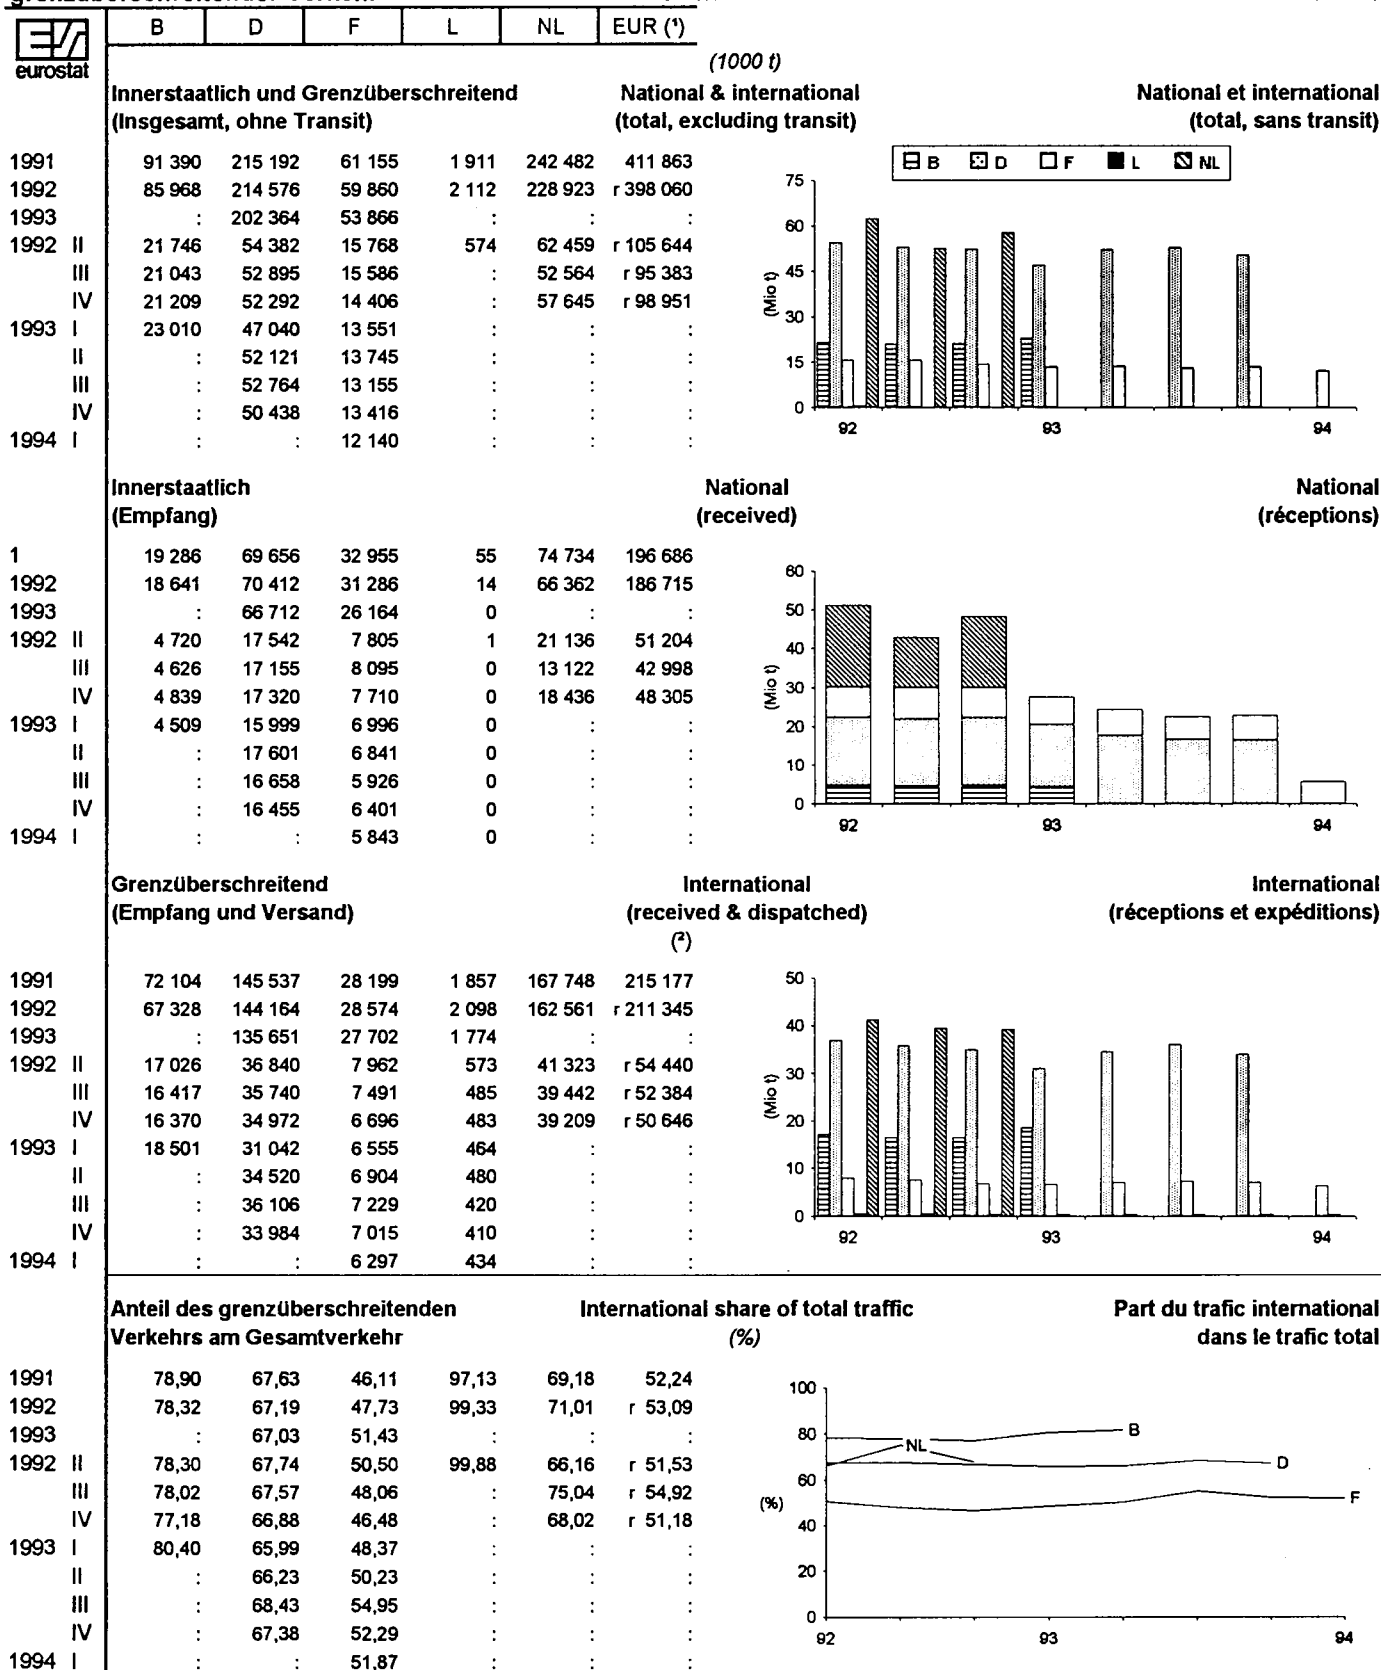 B D F L NL EUR (¹)
eurostat
(1000 t)
Innerstaatlich und Grenzüberschreitend National & international National et international
(Insgesamt, ohne Transit) (total, excluding transit) (total, sans transit)
1991 91 390 215 192 61 155 1 911 242 482 411 863
1992 85 968 214 576 59 860 2 112 228 923 r 398 060
1993 : 202 364 53 866 : : :
1992 II 21 746 54 382 15 768 574 62 459 r 105 644
III 21 043 52 895 15 586 : 52 564 r 95 383
IV 21 209 52 292 14 406 : 57 645 r 98 951
1993 I 23 010 47 040 13 551 : : :
II : 52 121 13 745 : : :
III : 52 764 13 155 : : :
IV : 50 438 13 416 : : :
1994 I : : 12 140 : : :
B D F L NL
75
60
45
30
15
0
(Mio t)
92 93 94
Innerstaatlich National National
(Empfang) (received) (réceptions)
1 19 286 69 656 32 955 55 74 734 196 686
1992 18 641 70 412 31 286 14 66 362 186 715
1993 : 66 712 26 164 0 : :
1992 II 4 720 17 542 7 805 1 21 136 51 204
III 4 626 17 155 8 095 0 13 122 42 998
IV 4 839 17 320 7 710 0 18 436 48 305
1993 I 4 509 15 999 6 996 0 : :
II : 17 601 6 841 0 : :
III : 16 658 5 926 0 : :
IV : 16 455 6 401 0 : :
1994 I : : 5 843 0 : :
60
50
40
30
20
10
0
(Mio t)
92 93 94
Grenzüberschreitend International International
(Empfang und Versand) (received & dispatched) (réceptions et expéditions)
(²)
1991 72 104 145 537 28 199 1 857 167 748 215 177
1992 67 328 144 164 28 574 2 098 162 561 r 211 345
1993 : 135 651 27 702 1 774 : :
1992 II 17 026 36 840 7 962 573 41 323 r 54 440
III 16 417 35 740 7 491 485 39 442 r 52 384
IV 16 370 34 972 6 696 483 39 209 r 50 646
1993 I 18 501 31 042 6 555 464 : :
II : 34 520 6 904 480 : :
III : 36 106 7 229 420 : :
IV : 33 984 7 015 410 : :
1994 I : : 6 297 434 : :
50
40
30
20
10
0
(Mio t)
92 93 94
Anteil des grenzüberschreitenden International share of total traffic Part du trafic international
Verkehrs am Gesamtverkehr (%) dans le trafic total
1991 78,90 67,63 46,11 97,13 69,18 52,24
1992 78,32 67,19 47,73 99,33 71,01 r 53,09
1993 : 67,03 51,43 : : :
1992 II 78,30 67,74 50,50 99,88 66,16 r 51,53
III 78,02 67,57 48,06 : 75,04 r 54,92
IV 77,18 66,88 46,48 : 68,02 r 51,18
1993 I 80,40 65,99 48,37 : : :
II : 66,23 50,23 : : :
III : 68,43 54,95 : : :
IV : 67,38 52,29 : : :
1994 I : : 51,87 : : :
100
80
60
40
20
0
(%)
B
NL
D
F
92 93 94